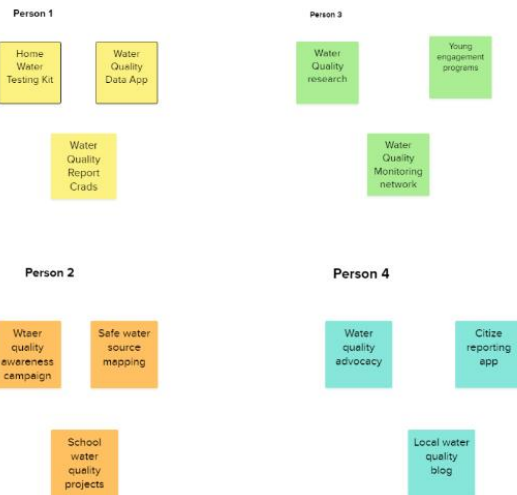 Person 1
Home
Water
Testing Kit
Water
Quality
Data App
Water
Quality
Report
Crads
Person 3
Water
Quality
research
Young
engagement
programs
Water
Quality
Monitoring
network
Person 2
Wtaer
quality
awareness
campaign
Safe water
source
mapping
School
water
quality
projects
Person 4
Water
quality
advocacy
Citize
reporting
app
Local water
quality
blog